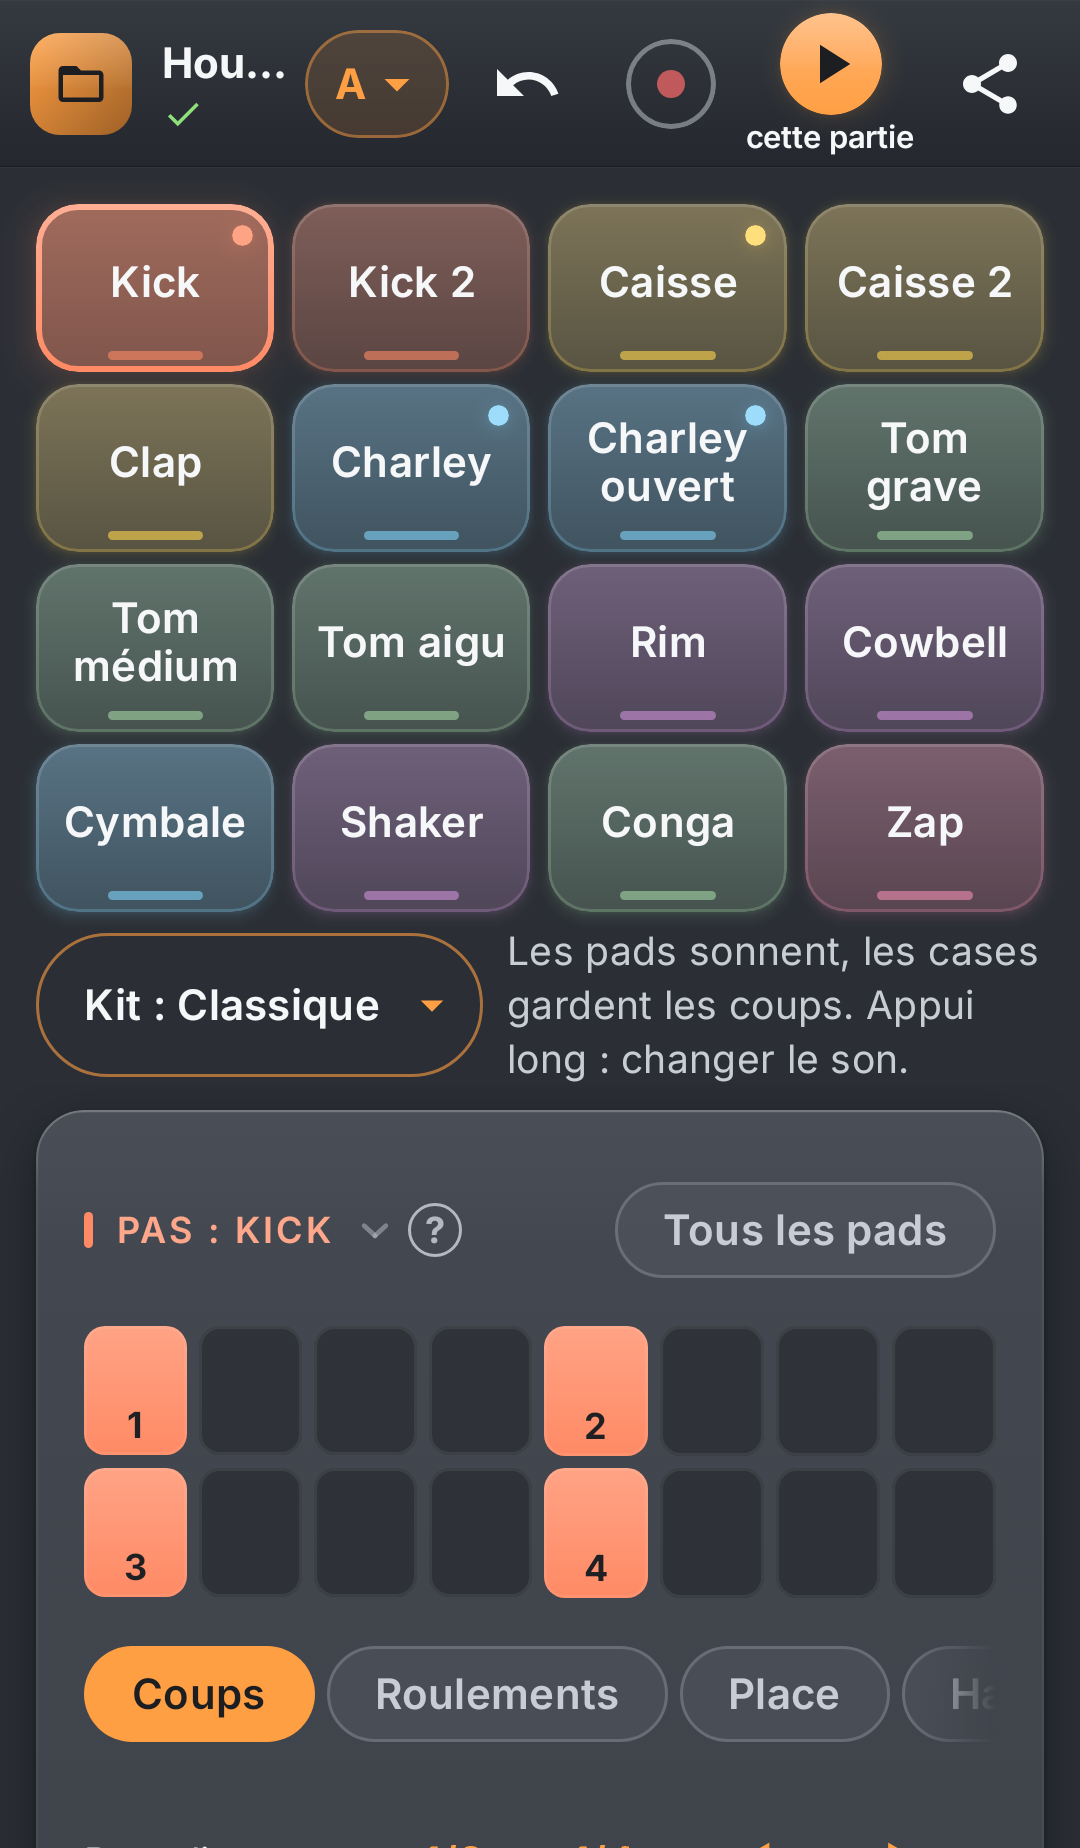 Hou...
A
cette partie
Kick
Kick 2
Caisse
Caisse 2
Clap
Charley
Charley
ouvert
Tom
grave
Tom
médium
Tom aigu
Rim
Cowbell
Cymbale
Shaker
Conga
Zap
Kit : Classique
Les pads sonnent, les cases
gardent les coups. Appui
long : changer le son.
PAS : KICK
?
Tous les pads
1
2
3
4
Coups
Roulements
Place